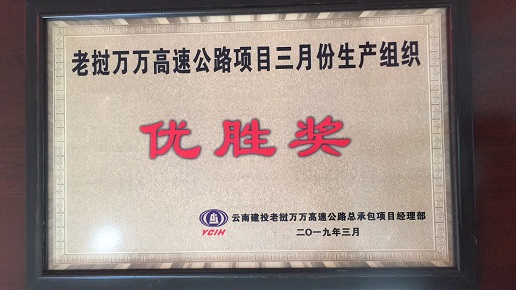 老挝万万高速公路项目三月份生产组织
优胜奖
YCIH
云南建投老挝万万高速公路总承包项目经理部
二〇一九年三月